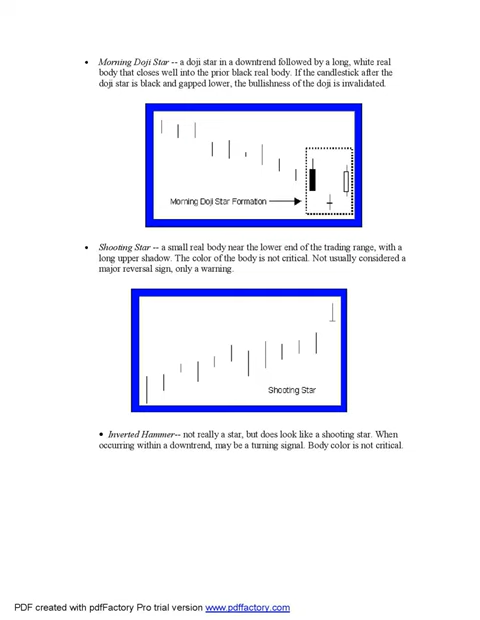 • Morning Doji Star -- a doji star in a downtrend followed by a long, white real
body that closes well into the prior black real body. If the candlestick after the
doji star is black and gapped lower, the bullishness of the doji is invalidated.
Morning Doji Star Formation
• Shooting Star -- a small real body near the lower end of the trading range, with a
long upper shadow. The color of the body is not critical. Not usually considered a
major reversal sign, only a warning.
Shooting Star
• Inverted Hammer-- not really a star, but does look like a shooting star. When
occurring within a downtrend, may be a turning signal. Body color is not critical.
PDF created with pdfFactory Pro trial version www.pdffactory.com